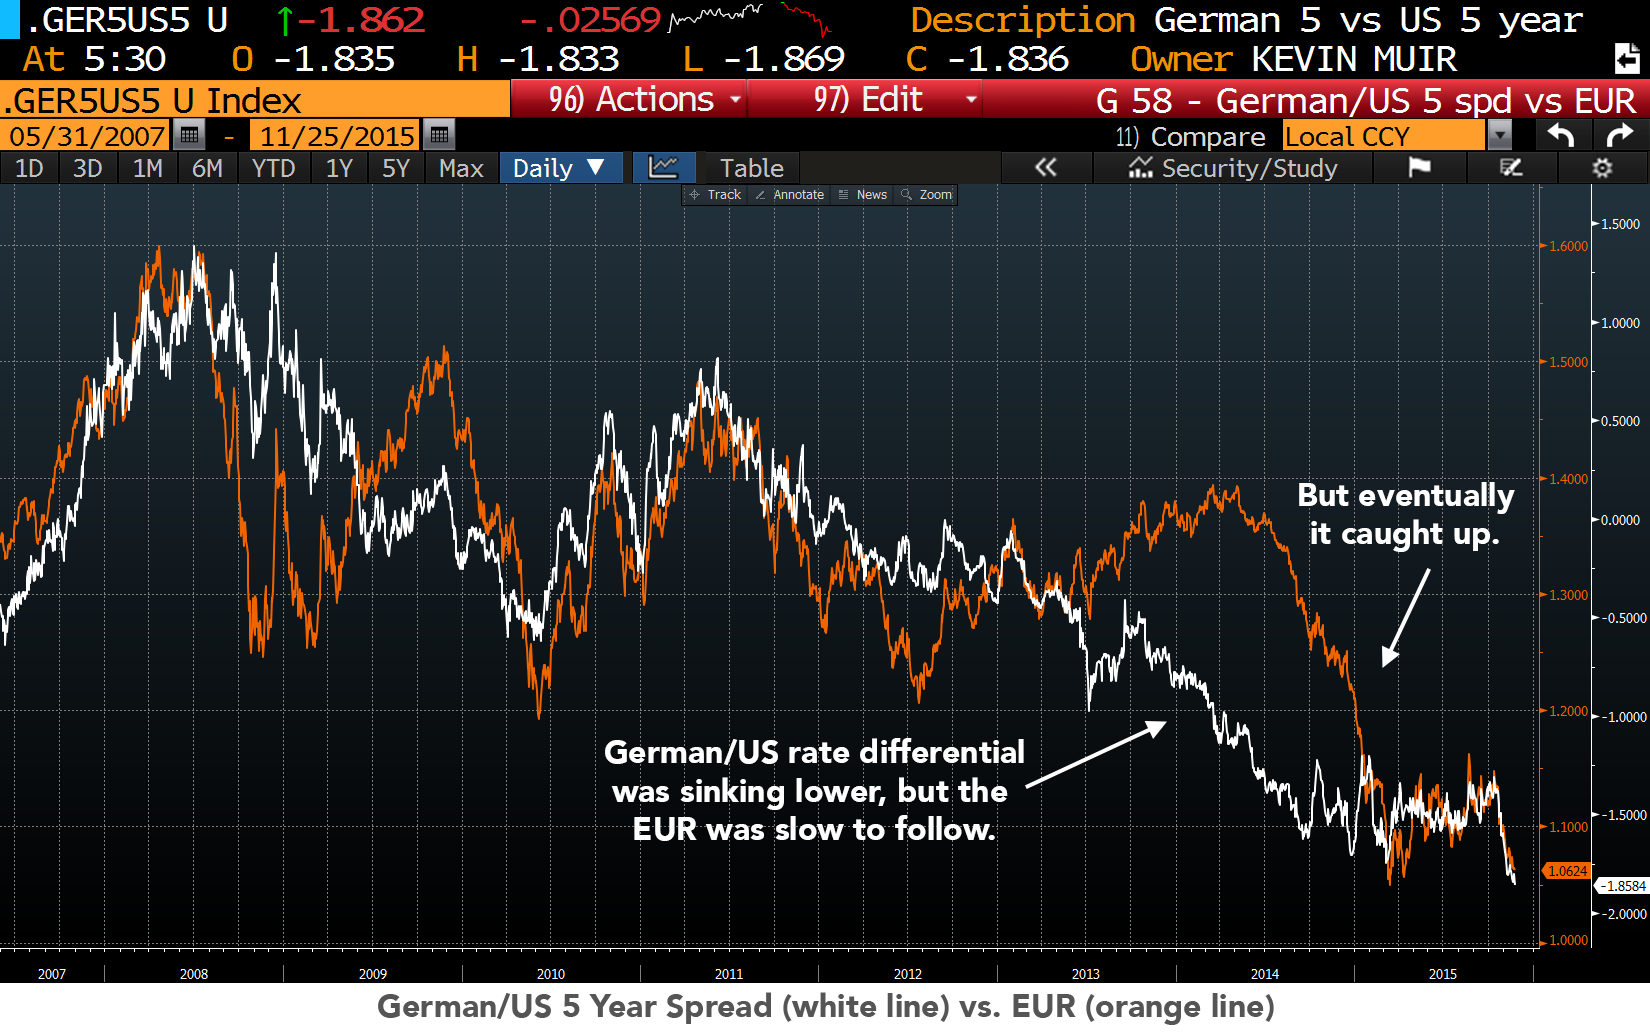 .GER5US5 U ↑-1.862 -.02569 Description German 5 vs US 5 year
At 5:30 O -1.835 H -1.833 L -1.869 C -1.836 Owner KEVIN MUIR
.GER5US5 U Index 96) Actions 97) Edit G 58 - German/US 5 spd vs EUR
05/31/2007 - 11/25/2015 11) Compare Local CCY
1D 3D 1M 6M YTD 1Y 5Y Max Daily ▼ Table « Security/Study
Track Annotate News Zoom
1.5000
1.6000
1.0000
1.5000
0.5000
1.4000
But eventually
it caught up.
0.0000
1.3000
-0.5000
1.2000
-1.0000
German/US rate differential
was sinking lower, but the
EUR was slow to follow.
-1.5000
1.1000
1.0624
-1.8584
-2.0000
1.0000
2007 2008 2009 2010 2011 2012 2013 2014 2015
German/US 5 Year Spread (white line) vs. EUR (orange line)